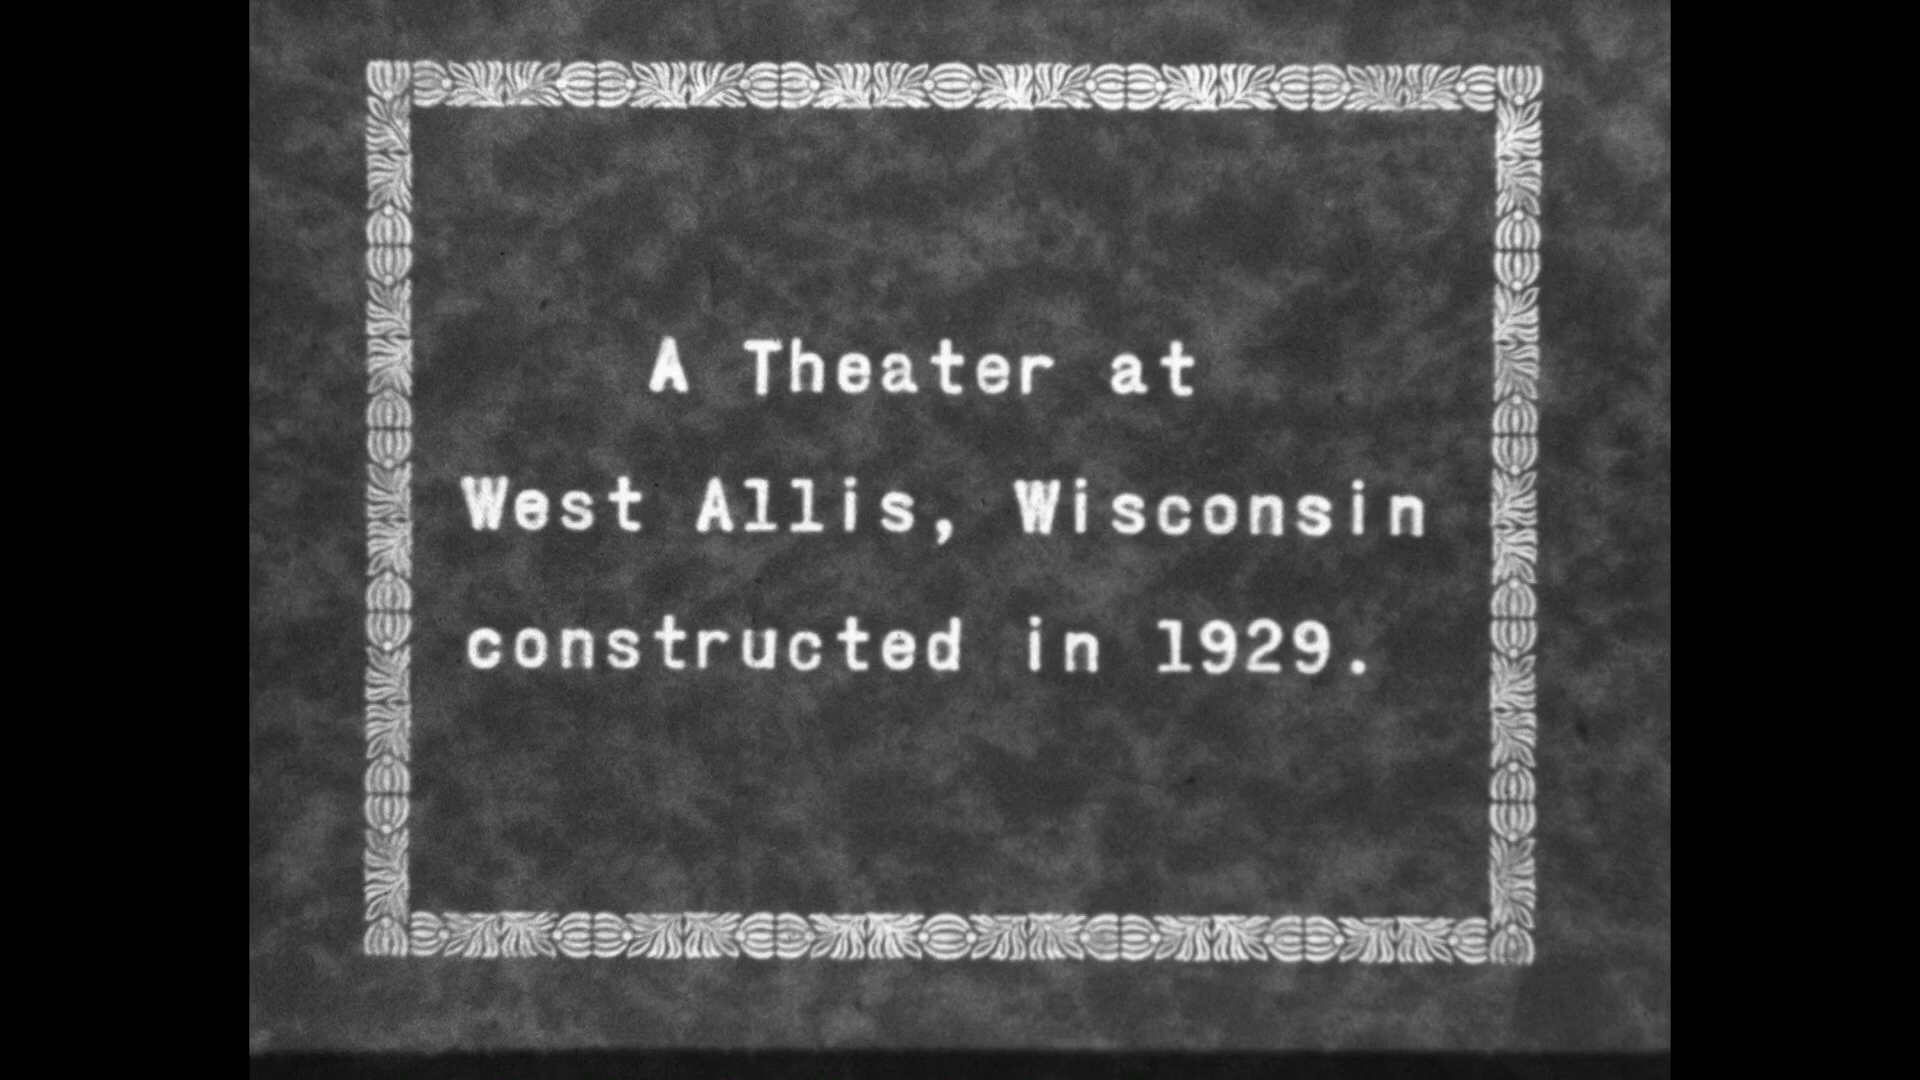 A Theater at
West Allis, Wisconsin
constructed in 1929.